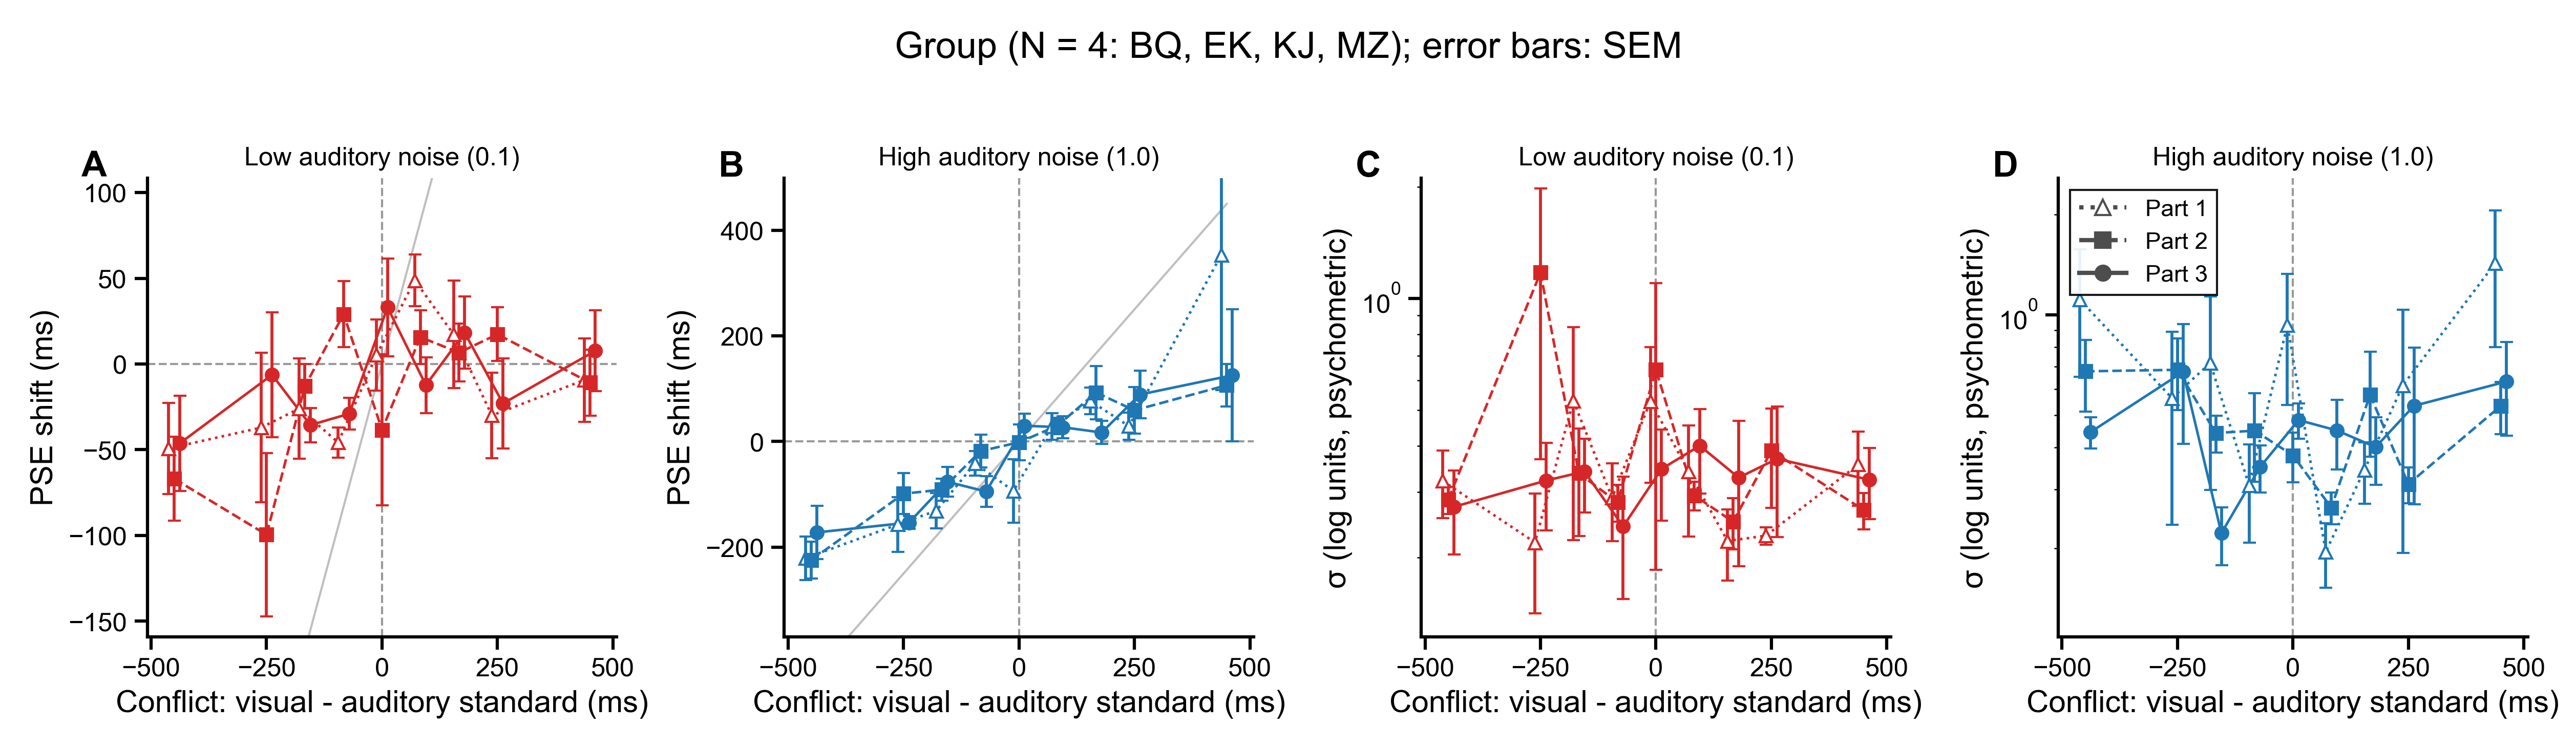 Group (N = 4: BQ, EK, KJ, MZ); error bars: SEM
A
Low auditory noise (0.1)
100
50
0
−50
−100
−150
PSE shift (ms)
−500
−250
0
250
500
Conflict: visual - auditory standard (ms)
B
High auditory noise (1.0)
400
200
0
−200
PSE shift (ms)
−500
−250
0
250
500
Conflict: visual - auditory standard (ms)
C
Low auditory noise (0.1)
10⁰
σ (log units, psychometric)
−500
−250
0
250
500
Conflict: visual - auditory standard (ms)
D
High auditory noise (1.0)
Part 1
Part 2
Part 3
10⁰
σ (log units, psychometric)
−500
−250
0
250
500
Conflict: visual - auditory standard (ms)